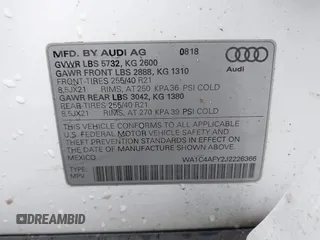 MFD. BY AUDI AG 0818
GVWR LBS 5732, KG 2600
GAWR FRONT LBS 2888, KG 1310
FRONT-TIRES 255/40 R21
8,5JX21 RIMS, AT 250 KPA 36 PSI COLD
GAWR REAR LBS 3042, KG 1380
REAR-TIRES 255/40 R21
8,5JX21 RIMS, AT 270 KPA 39 PSI COLD
THIS VEHICLE CONFORMS TO ALL APPLICABLE
FEDERAL MOTOR VEHICLE SAFETY AND
THEFT PREVENTION STANDARDS IN EFFECT
ON THE DATE OF MANUFACTURE SHOWN ABOVE.
MEXICO
WA1C4AFY2J2226366
TYPE:
MPV
Audi
DREAMBID